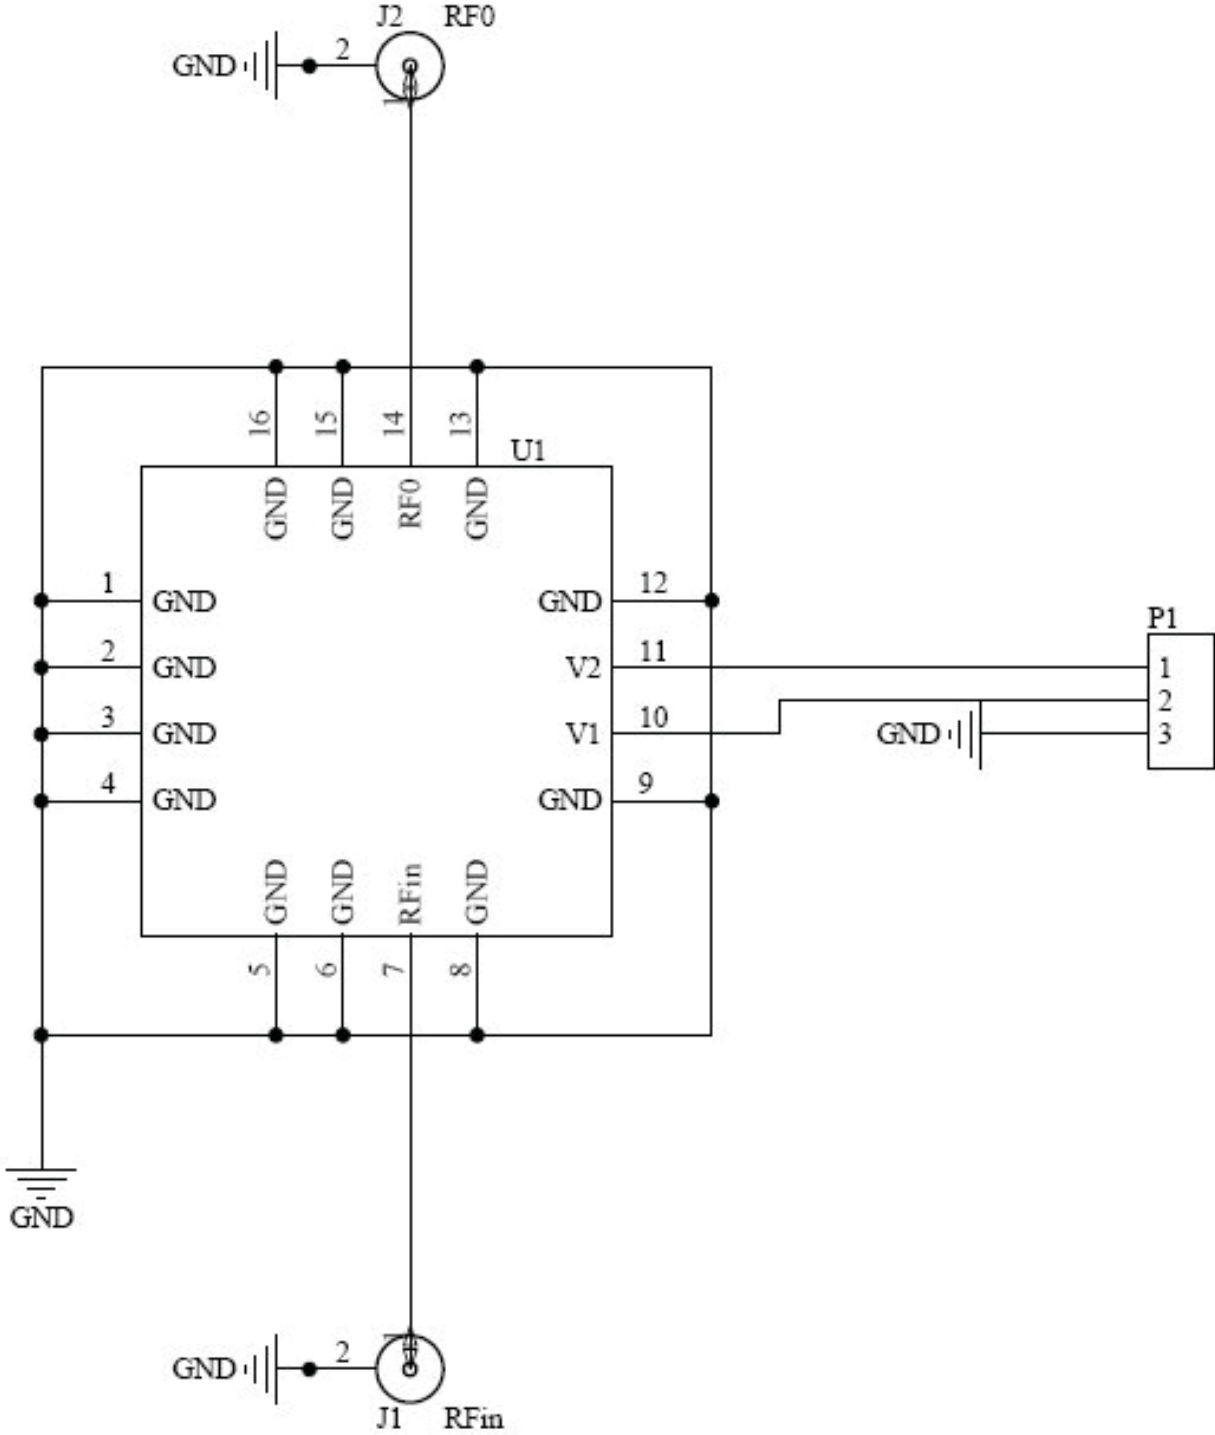 J2 RF0
GND 2
1
16 15 14 13
U1
GND GND RF0 GND
1 GND GND 12
P1
2 GND V2 11 1
2
3 GND V1 10 GND 3
4 GND GND 9
GND GND RFin GND
5 6 7 8
GND
1
GND 2
J1 RFin